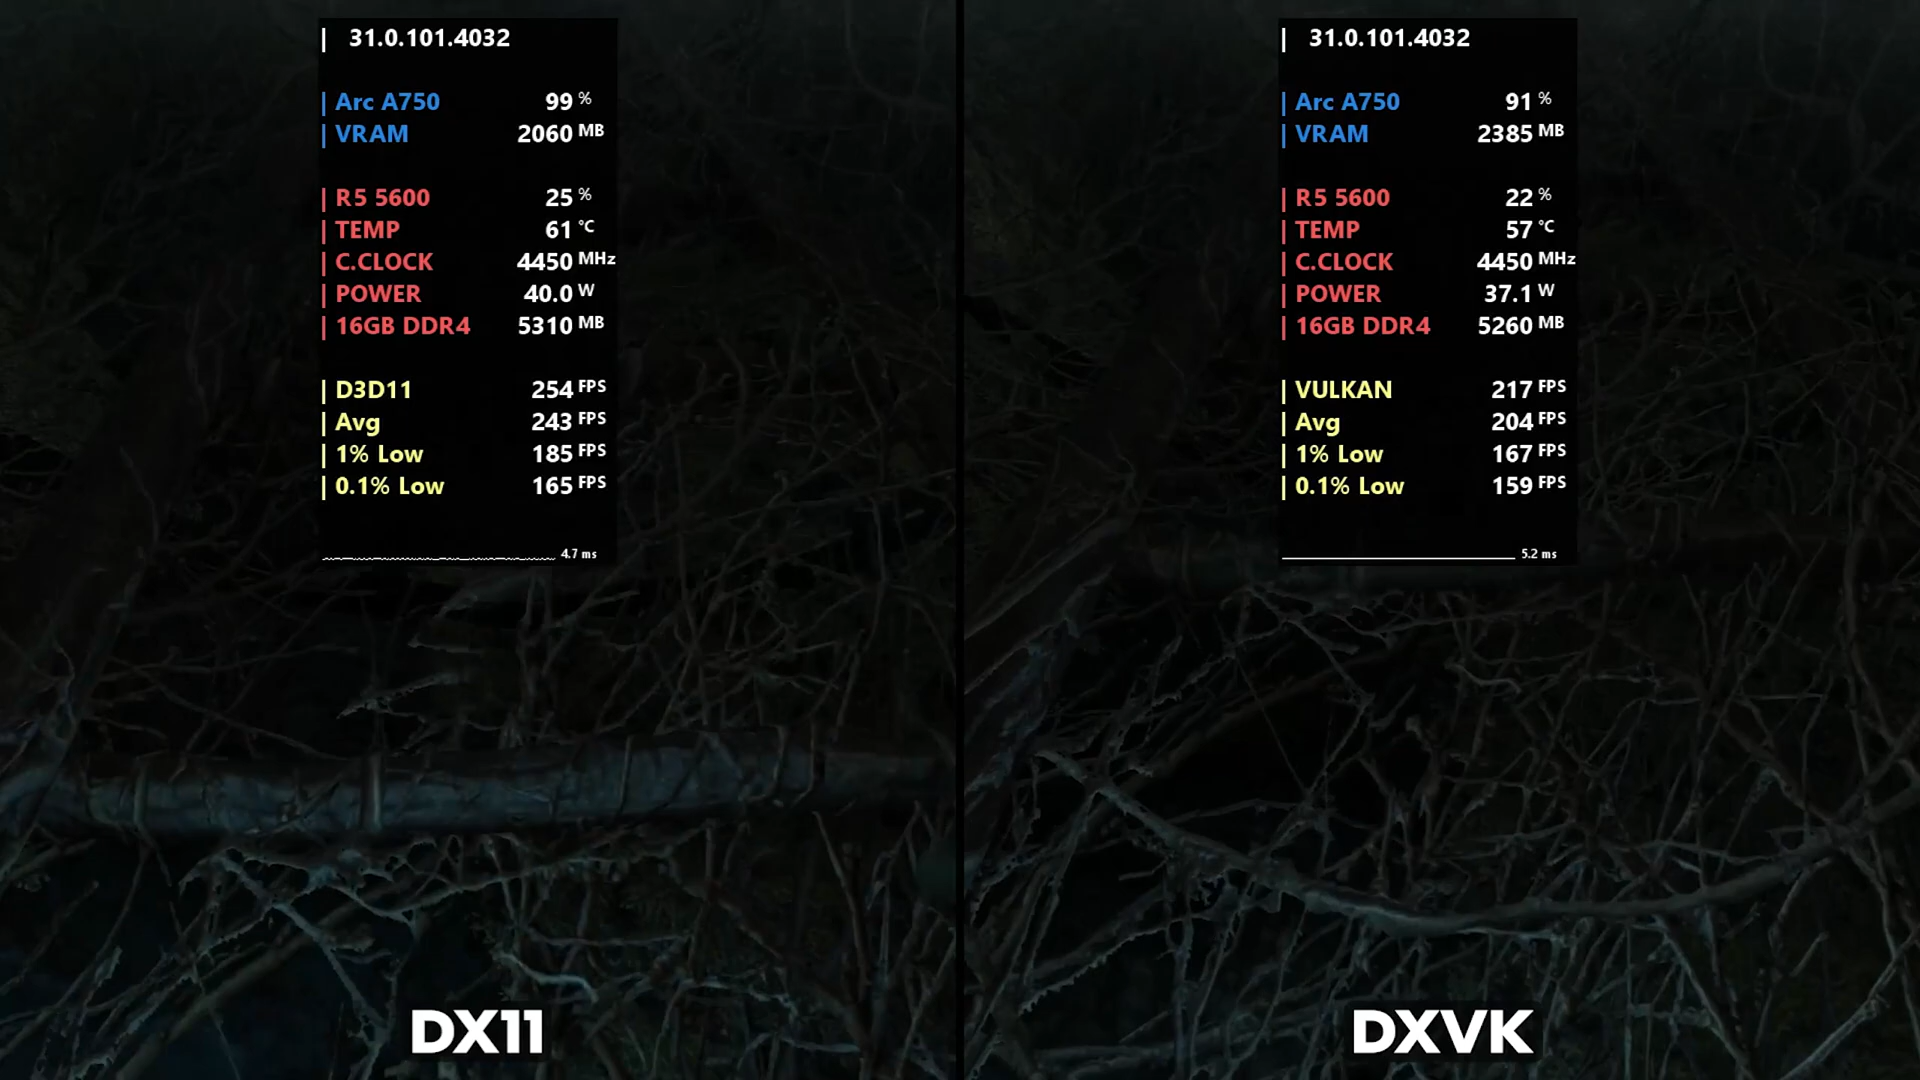 31.0.101.4032
Arc A750 99 %
VRAM 2060 MB
R5 5600 25 %
TEMP 61 °C
C.CLOCK 4450 MHz
POWER 40.0 W
16GB DDR4 5310 MB
D3D11 254 FPS
Avg 243 FPS
1% Low 185 FPS
0.1% Low 165 FPS
4.7 ms
DX11
31.0.101.4032
Arc A750 91 %
VRAM 2385 MB
R5 5600 22 %
TEMP 57 °C
C.CLOCK 4450 MHz
POWER 37.1 W
16GB DDR4 5260 MB
VULKAN 217 FPS
Avg 204 FPS
1% Low 167 FPS
0.1% Low 159 FPS
5.2 ms
DXVK